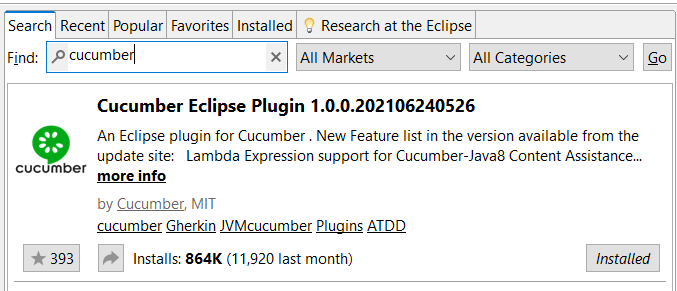 Search Recent Popular Favorites Installed Research at the Eclipse
Find: cucumber All Markets All Categories Go
Cucumber Eclipse Plugin 1.0.0.202106240526
An Eclipse plugin for Cucumber . New Feature list in the version available from the
update site: Lambda Expression support for Cucumber-Java8 Content Assistance...
more info
cucumber
by Cucumber, MIT
cucumber Gherkin JVMcucumber Plugins ATDD
393 Installs: 864K (11,920 last month) Installed